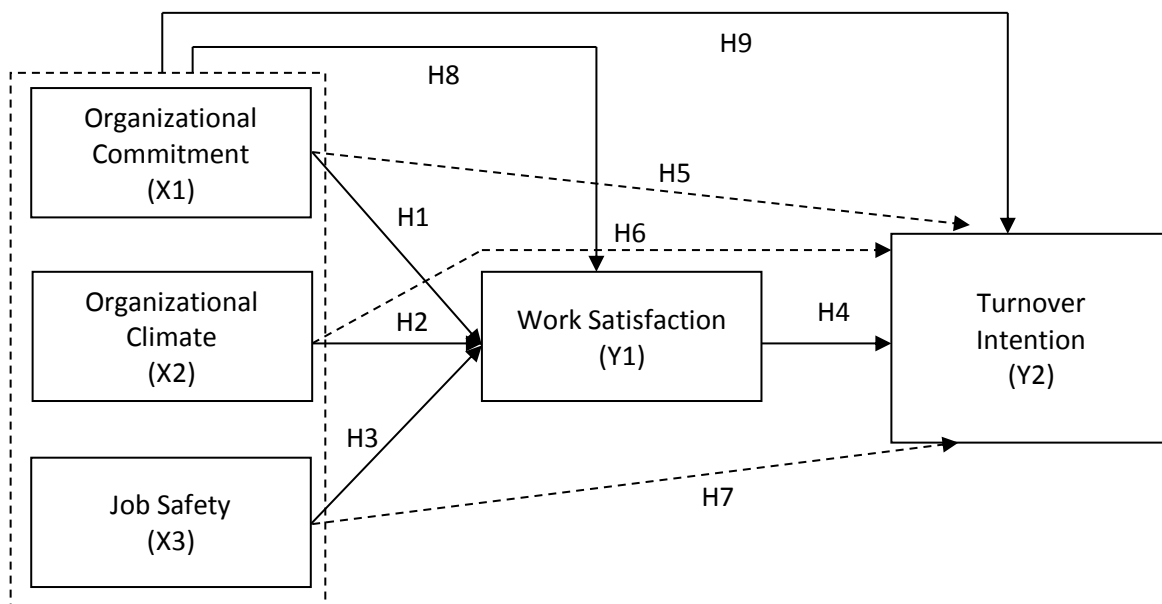 H9
H8
Organizational
Commitment
(X1)
H5
H1
H6
Organizational
Climate
(X2)
H2
Work Satisfaction
(Y1)
H4
Turnover
Intention
(Y2)
H3
Job Safety
(X3)
H7